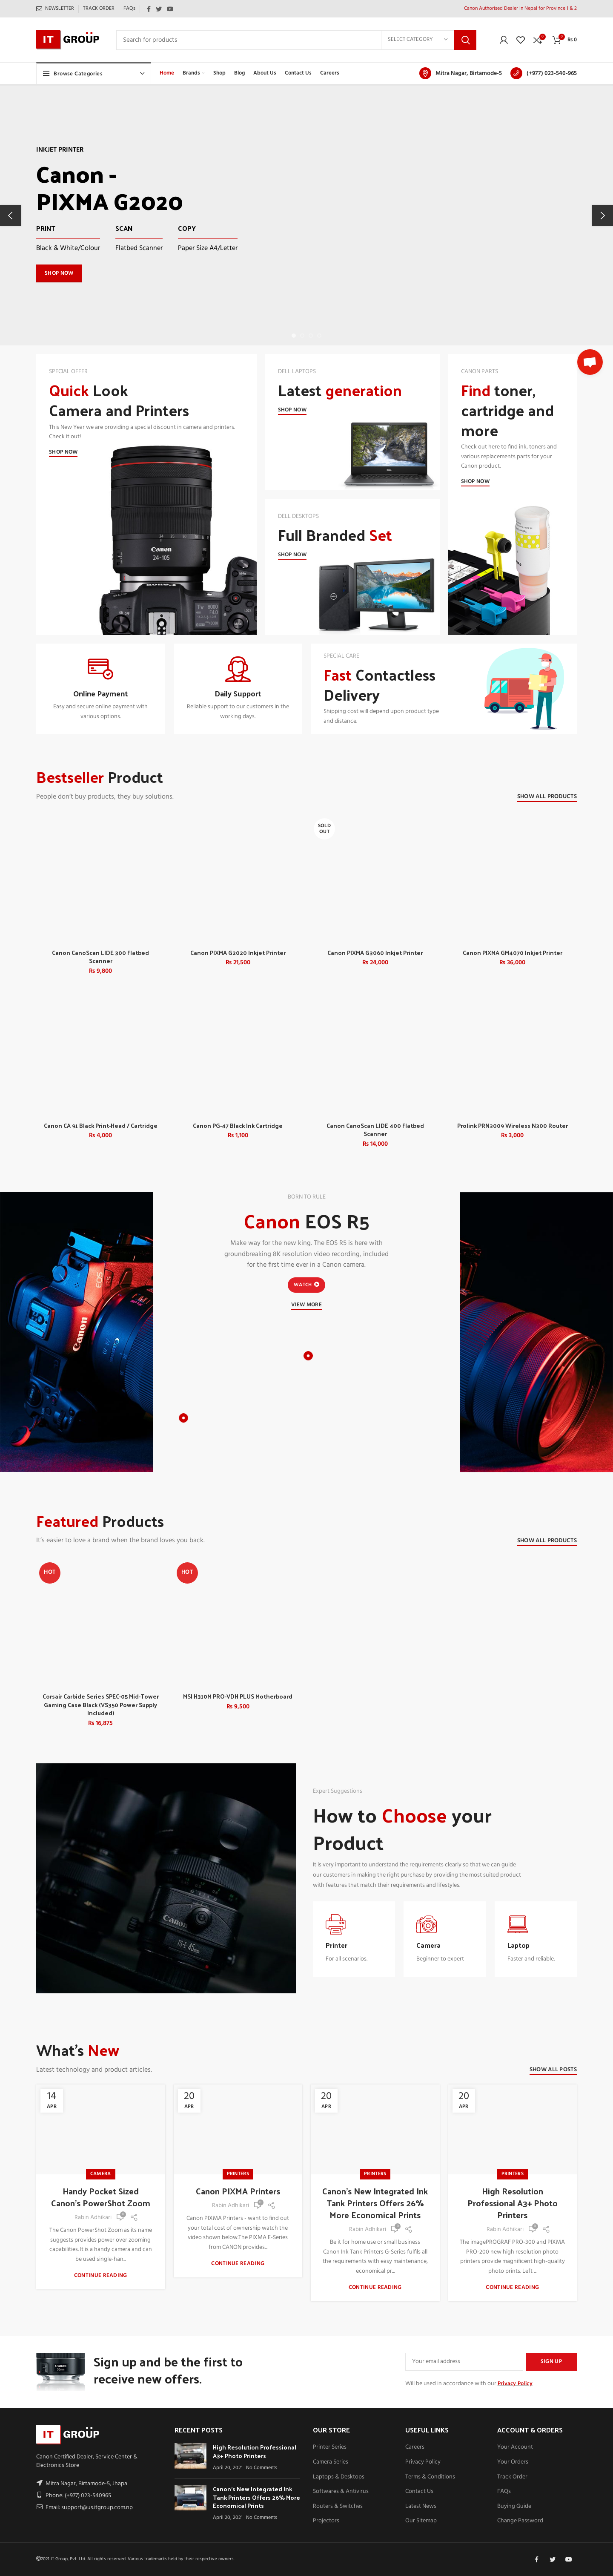 NEWSLETTER TRACK ORDER FAQs Canon Authorised Dealer in Nepal for Province 1 & 2
IT GROUP Search for products SELECT CATEGORY 0 0 ₨ 0
Browse Categories Home Brands Shop Blog About Us Contact Us Careers Mitra Nagar, Birtamode-5 (+977) 023-540-965
INKJET PRINTER
Canon -
PIXMA G2020
PRINT SCAN COPY
Black & White/Colour Flatbed Scanner Paper Size A4/Letter
SHOP NOW
SPECIAL OFFER
Quick Look
Camera and Printers
This New Year we are providing a special discount in camera and printers.
Check it out!
SHOP NOW
Canon
24-105
DELL LAPTOPS
Latest generation
SHOP NOW
DELL DESKTOPS
Full Branded Set
SHOP NOW
CANON PARTS
Find toner,
cartridge and
more
Check out here to find ink, toners and
various replacements parts for your
Canon product.
SHOP NOW
Online Payment
Easy and secure online payment with
various options.
Daily Support
Reliable support to our customers in the
working days.
SPECIAL CARE
Fast Contactless
Delivery
Shipping cost will depend upon product type
and distance.
Bestseller Product
People don't buy products, they buy solutions.
SHOW ALL PRODUCTS
SOLD
OUT
Canon CanoScan LIDE 300 Flatbed
Scanner
₨ 9,800
Canon PIXMA G2020 Inkjet Printer
₨ 21,500
Canon PIXMA G3060 Inkjet Printer
₨ 24,000
Canon PIXMA GM4070 Inkjet Printer
₨ 36,000
Canon CA 91 Black Print-Head / Cartridge
₨ 4,000
Canon PG-47 Black Ink Cartridge
₨ 1,100
Canon CanoScan LIDE 400 Flatbed
Scanner
₨ 14,000
Prolink PRN3009 Wireless N300 Router
₨ 3,000
BORN TO RULE
Canon EOS R5
Make way for the new king. The EOS R5 is here with
groundbreaking 8K resolution video recording, included
for the first time ever in a Canon camera.
WATCH
VIEW MORE
Featured Products
It's easier to love a brand when the brand loves you back.
SHOW ALL PRODUCTS
HOT
HOT
Corsair Carbide Series SPEC-05 Mid-Tower
Gaming Case Black (VS350 Power Supply
Included)
₨ 16,875
MSI H310M PRO-VDH PLUS Motherboard
₨ 9,500
Canon
Expert Suggestions
How to Choose your
Product
It is very important to understand the requirements clearly so that we can guide
our customers in making the right purchase by providing the most suited product
with features that match their requirements and lifestyles.
Printer
For all scenarios.
Camera
Beginner to expert
Laptop
Faster and reliable.
What's New
Latest technology and product articles.
SHOW ALL POSTS
14
APR
CAMERA
Handy Pocket Sized
Canon's PowerShot Zoom
Rabin Adhikari
The Canon PowerShot Zoom as its name
suggests provides power over zooming
capabilities. It is a handy camera and can
be used single-han...
CONTINUE READING
20
APR
PRINTERS
Canon PIXMA Printers
Rabin Adhikari
Canon PIXMA Printers - want to find out
your total cost of ownership watch the
video shown below.The PIXMA E-Series
from CANON provides...
CONTINUE READING
20
APR
PRINTERS
Canon's New Integrated Ink
Tank Printers Offers 26%
More Economical Prints
Rabin Adhikari
Be it for home use or small business
Canon Ink Tank Printers G-Series fulfils all
the requirements with easy maintenance,
economical pr...
CONTINUE READING
20
APR
PRINTERS
High Resolution
Professional A3+ Photo
Printers
Rabin Adhikari
The imagePROGRAF PRO-300 and PIXMA
PRO-200 new high resolution photo
printers provide magnificent high-quality
photo prints. Left ...
CONTINUE READING
Sign up and be the first to
receive new offers.
Your email address SIGN UP
Will be used in accordance with our Privacy Policy
IT GROUP
Canon Certified Dealer, Service Center &
Electronics Store
Mitra Nagar, Birtamode-5, Jhapa
Phone: (+977) 023-540965
Email: support@us.itgroup.com.np
RECENT POSTS
High Resolution Professional
A3+ Photo Printers
April 20, 2021 No Comments
Canon's New Integrated Ink
Tank Printers Offers 26% More
Economical Prints
April 20, 2021 No Comments
OUR STORE
Printer Series
Camera Series
Laptops & Desktops
Softwares & Antivirus
Routers & Switches
Projectors
USEFUL LINKS
Careers
Privacy Policy
Terms & Conditions
Contact Us
Latest News
Our Sitemap
ACCOUNT & ORDERS
Your Account
Your Orders
Track Order
FAQs
Buying Guide
Change Password
©2021 IT Group, Pvt. Ltd. All rights reserved. Various trademarks held by their respective owners.